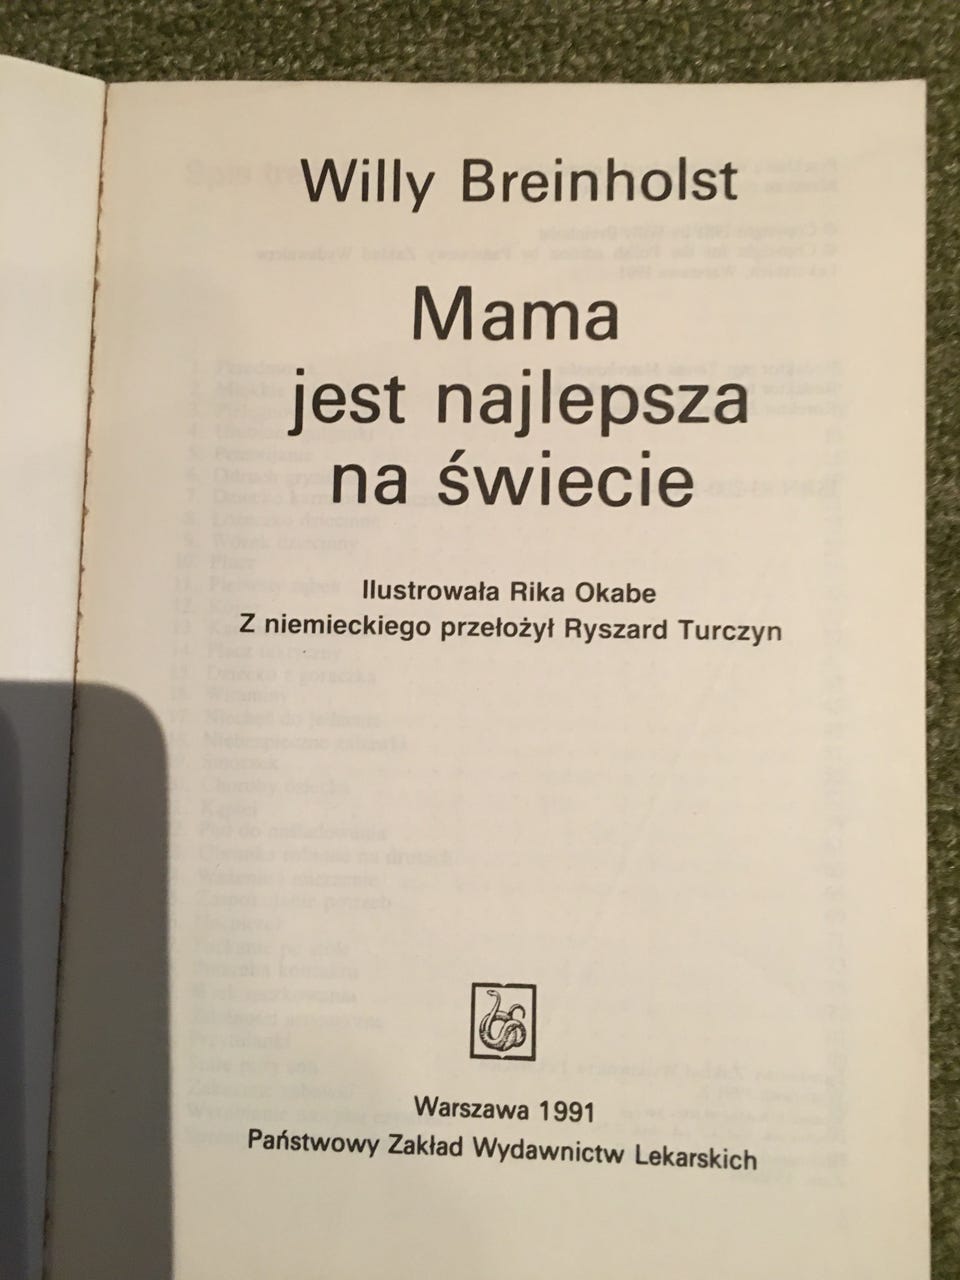 Willy Breinholst
Mama
jest najlepsza
na świecie
Ilustrowała Rika Okabe
Z niemieckiego przełożył Ryszard Turczyn
Warszawa 1991
Państwowy Zakład Wydawnictw Lekarskich